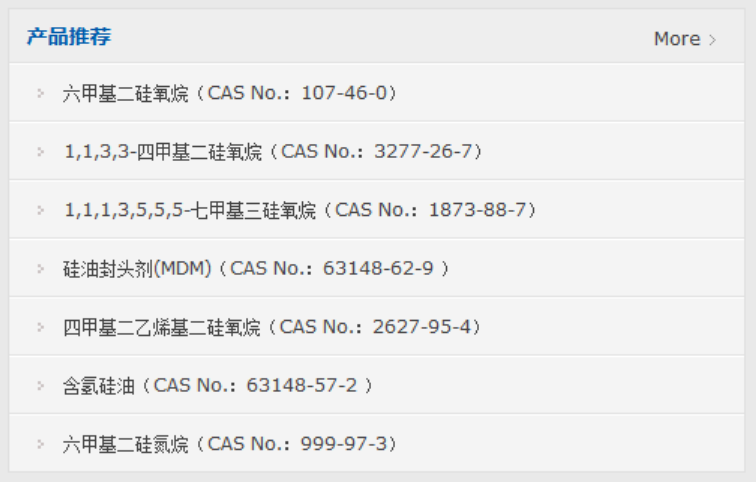 产品推荐
More
六甲基二硅氧烷（CAS No.：107-46-0）
1,1,3,3-四甲基二硅氧烷（CAS No.：3277-26-7）
1,1,1,3,5,5,5-七甲基三硅氧烷（CAS No.：1873-88-7）
硅油封头剂(MDM)（CAS No.：63148-62-9 ）
四甲基二乙烯基二硅氧烷（CAS No.：2627-95-4）
含氢硅油（CAS No.：63148-57-2 ）
六甲基二硅氮烷（CAS No.：999-97-3）